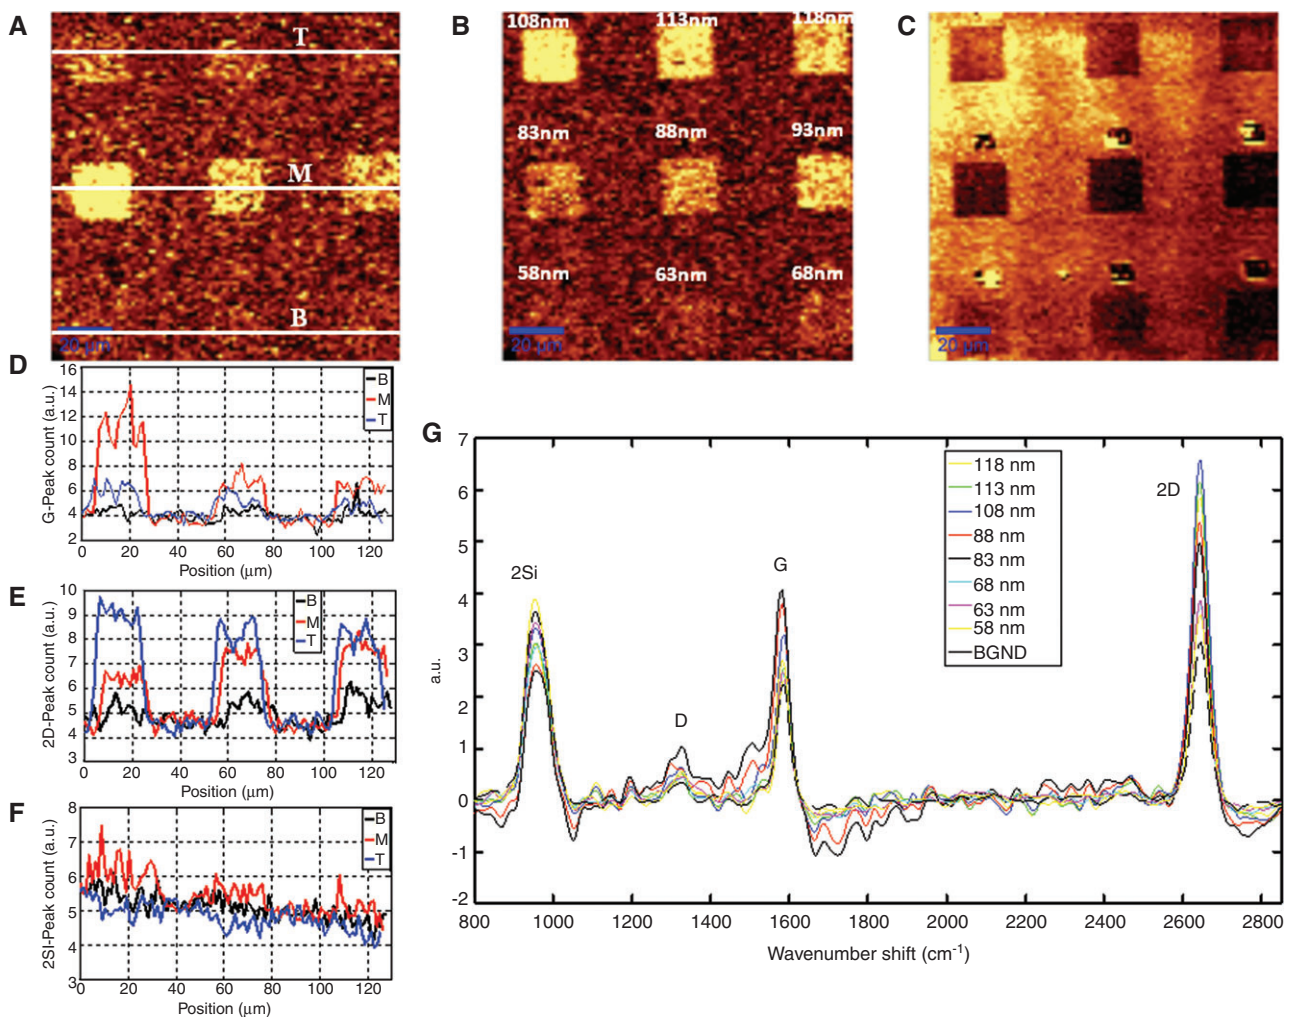 A
T
M
B
20 µm
B
108nm
113nm
118nm
83nm
88nm
93nm
58nm
63nm
68nm
20 µm
C
20 µm
D
G-Peak count (a.u.)
16
14
12
10
8
6
4
2
B
M
T
0 20 40 60 80 100 120
Position (µm)
E
2D-Peak count (a.u.)
10
9
8
7
6
5
4
3
B
M
T
0 20 40 60 80 100 120
Position (µm)
F
2SI-Peak count (a.u.)
8
7
6
5
4
3
B
M
T
0 20 40 60 80 100 120
Position (µm)
G
a.u.
7
6
5
4
3
2
1
0
-1
-2
2Si
D
G
2D
118 nm
113 nm
108 nm
88 nm
83 nm
68 nm
63 nm
58 nm
BGND
800 1000 1200 1400 1600 1800 2000 2200 2400 2600 2800
Wavenumber shift (cm-1)